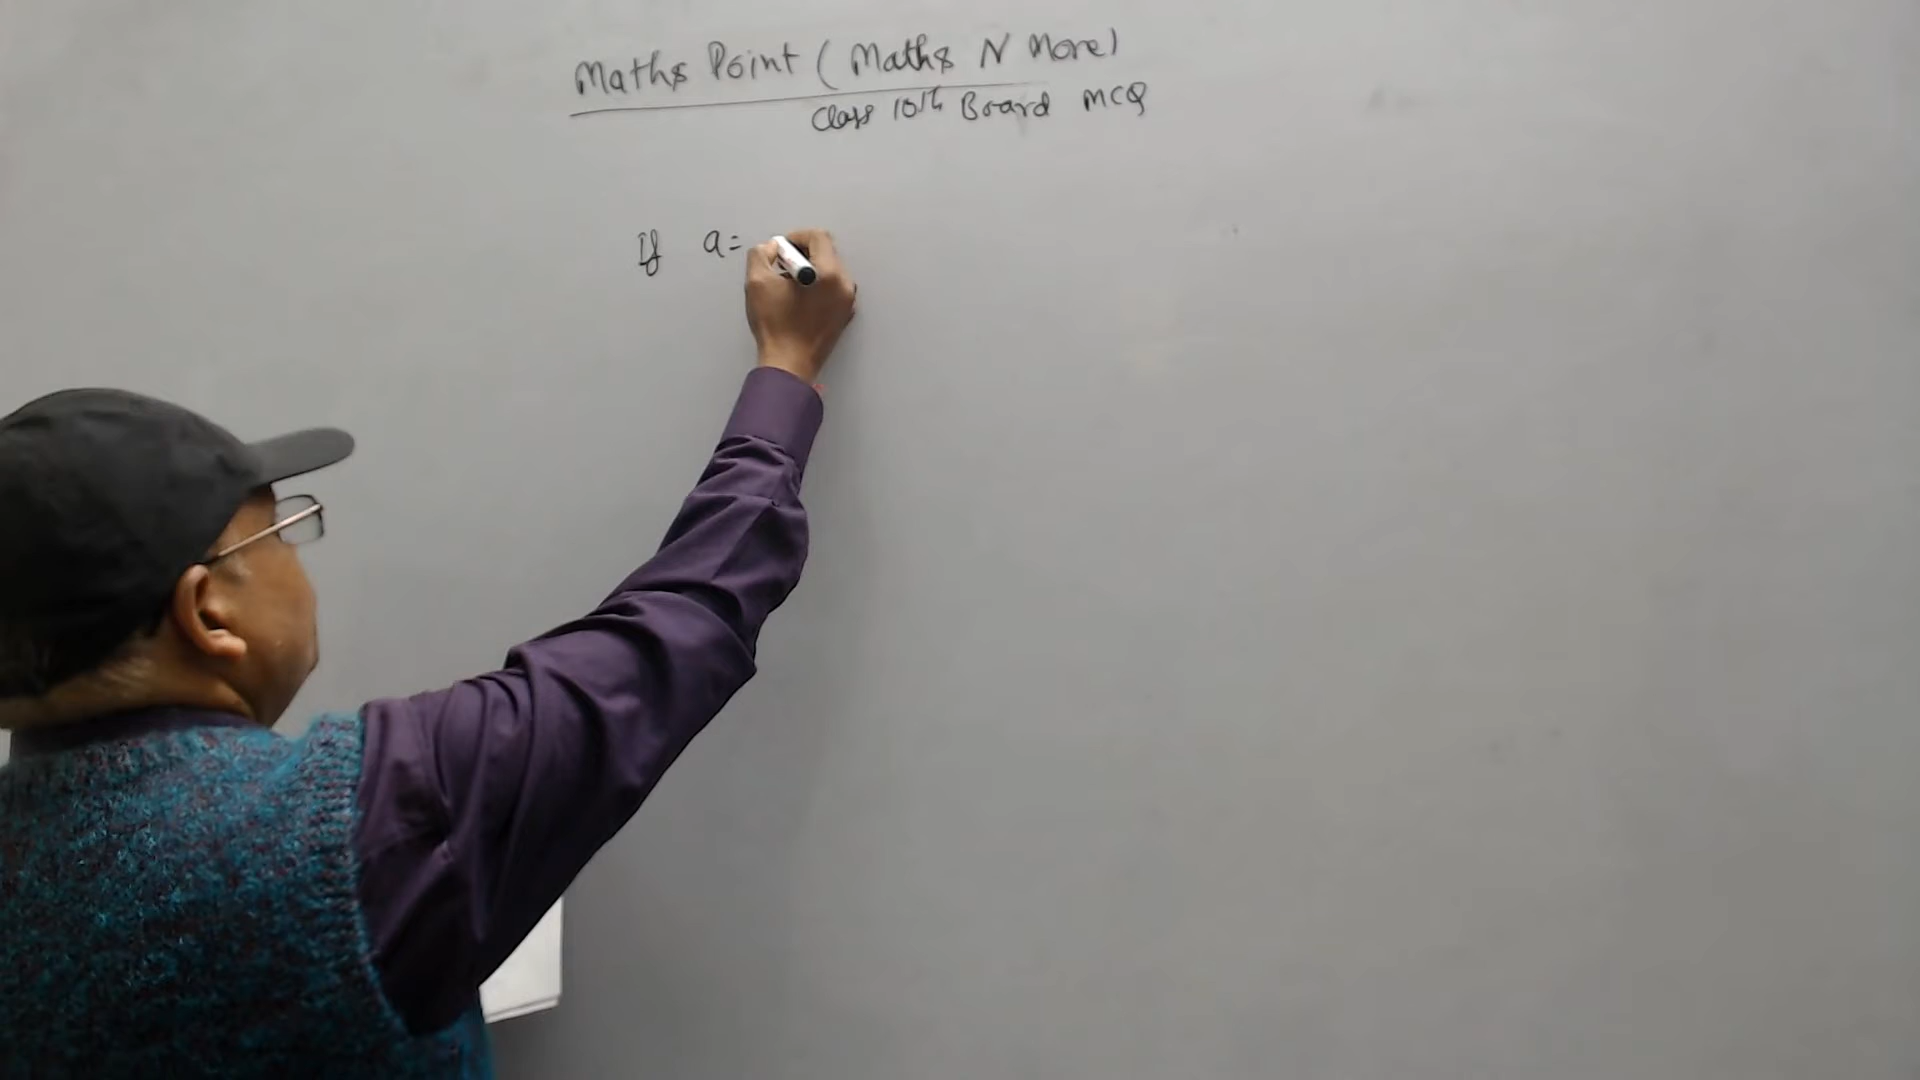 Maths Point ( Maths N More)
Class 10th Board MCQ
If a=